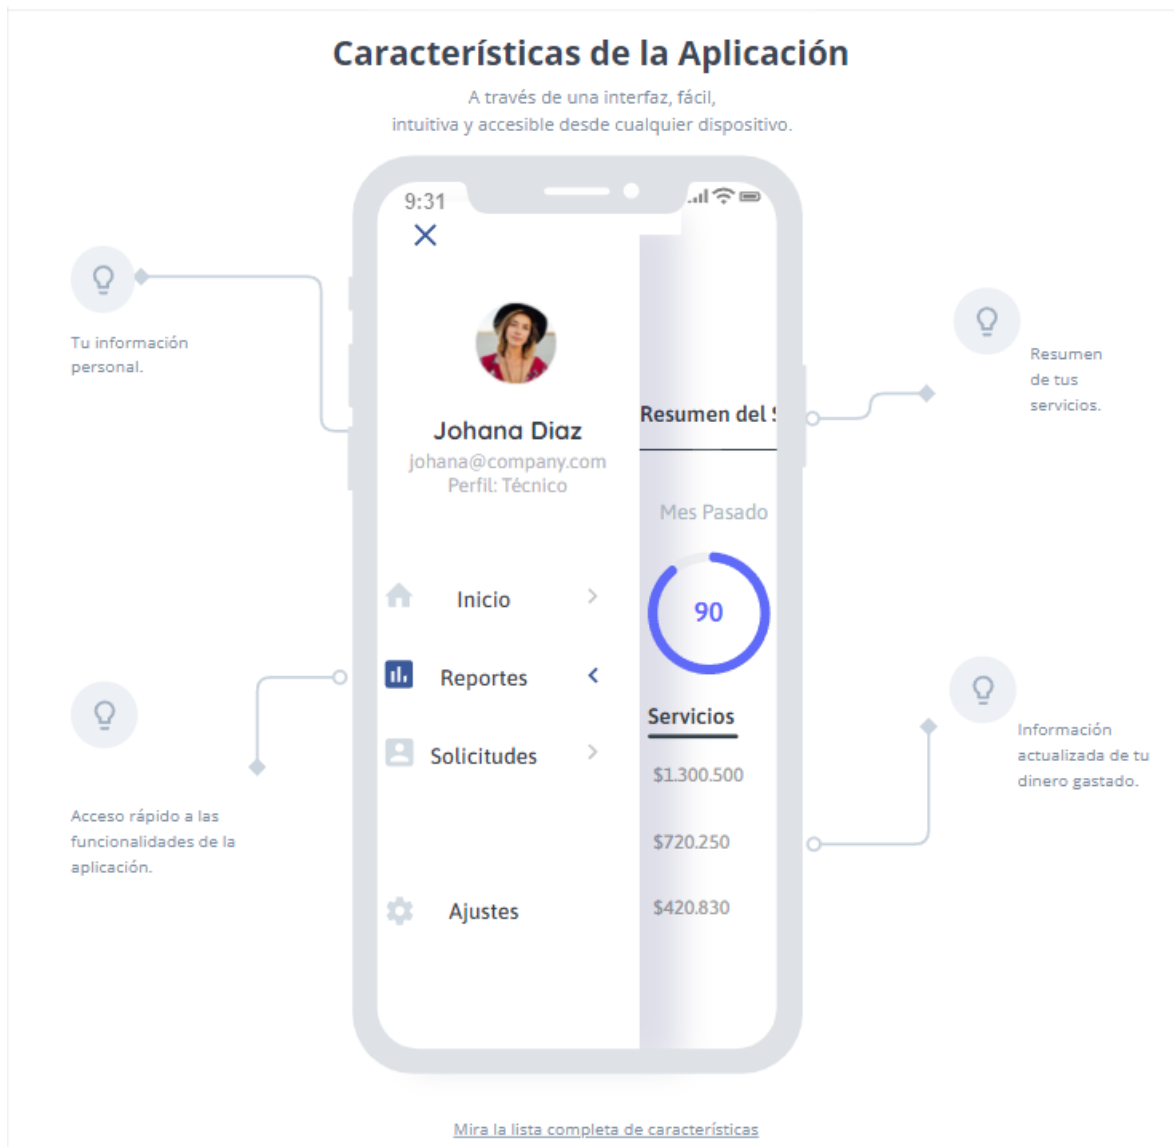 Características de la Aplicación
A través de una interfaz, fácil,
intuitiva y accesible desde cualquier dispositivo.
9:31
Tu información
personal.
Johana Diaz
johana@company.com
Perfil: Técnico
Inicio
Reportes
Solicitudes
Ajustes
Acceso rápido a las
funcionalidades de la
aplicación.
Resumen del
Mes Pasado
90
Servicios
$1.300.500
$720.250
$420.830
Resumen
de tus
servicios.
Información
actualizada de tu
dinero gastado.
Mira la lista completa de características